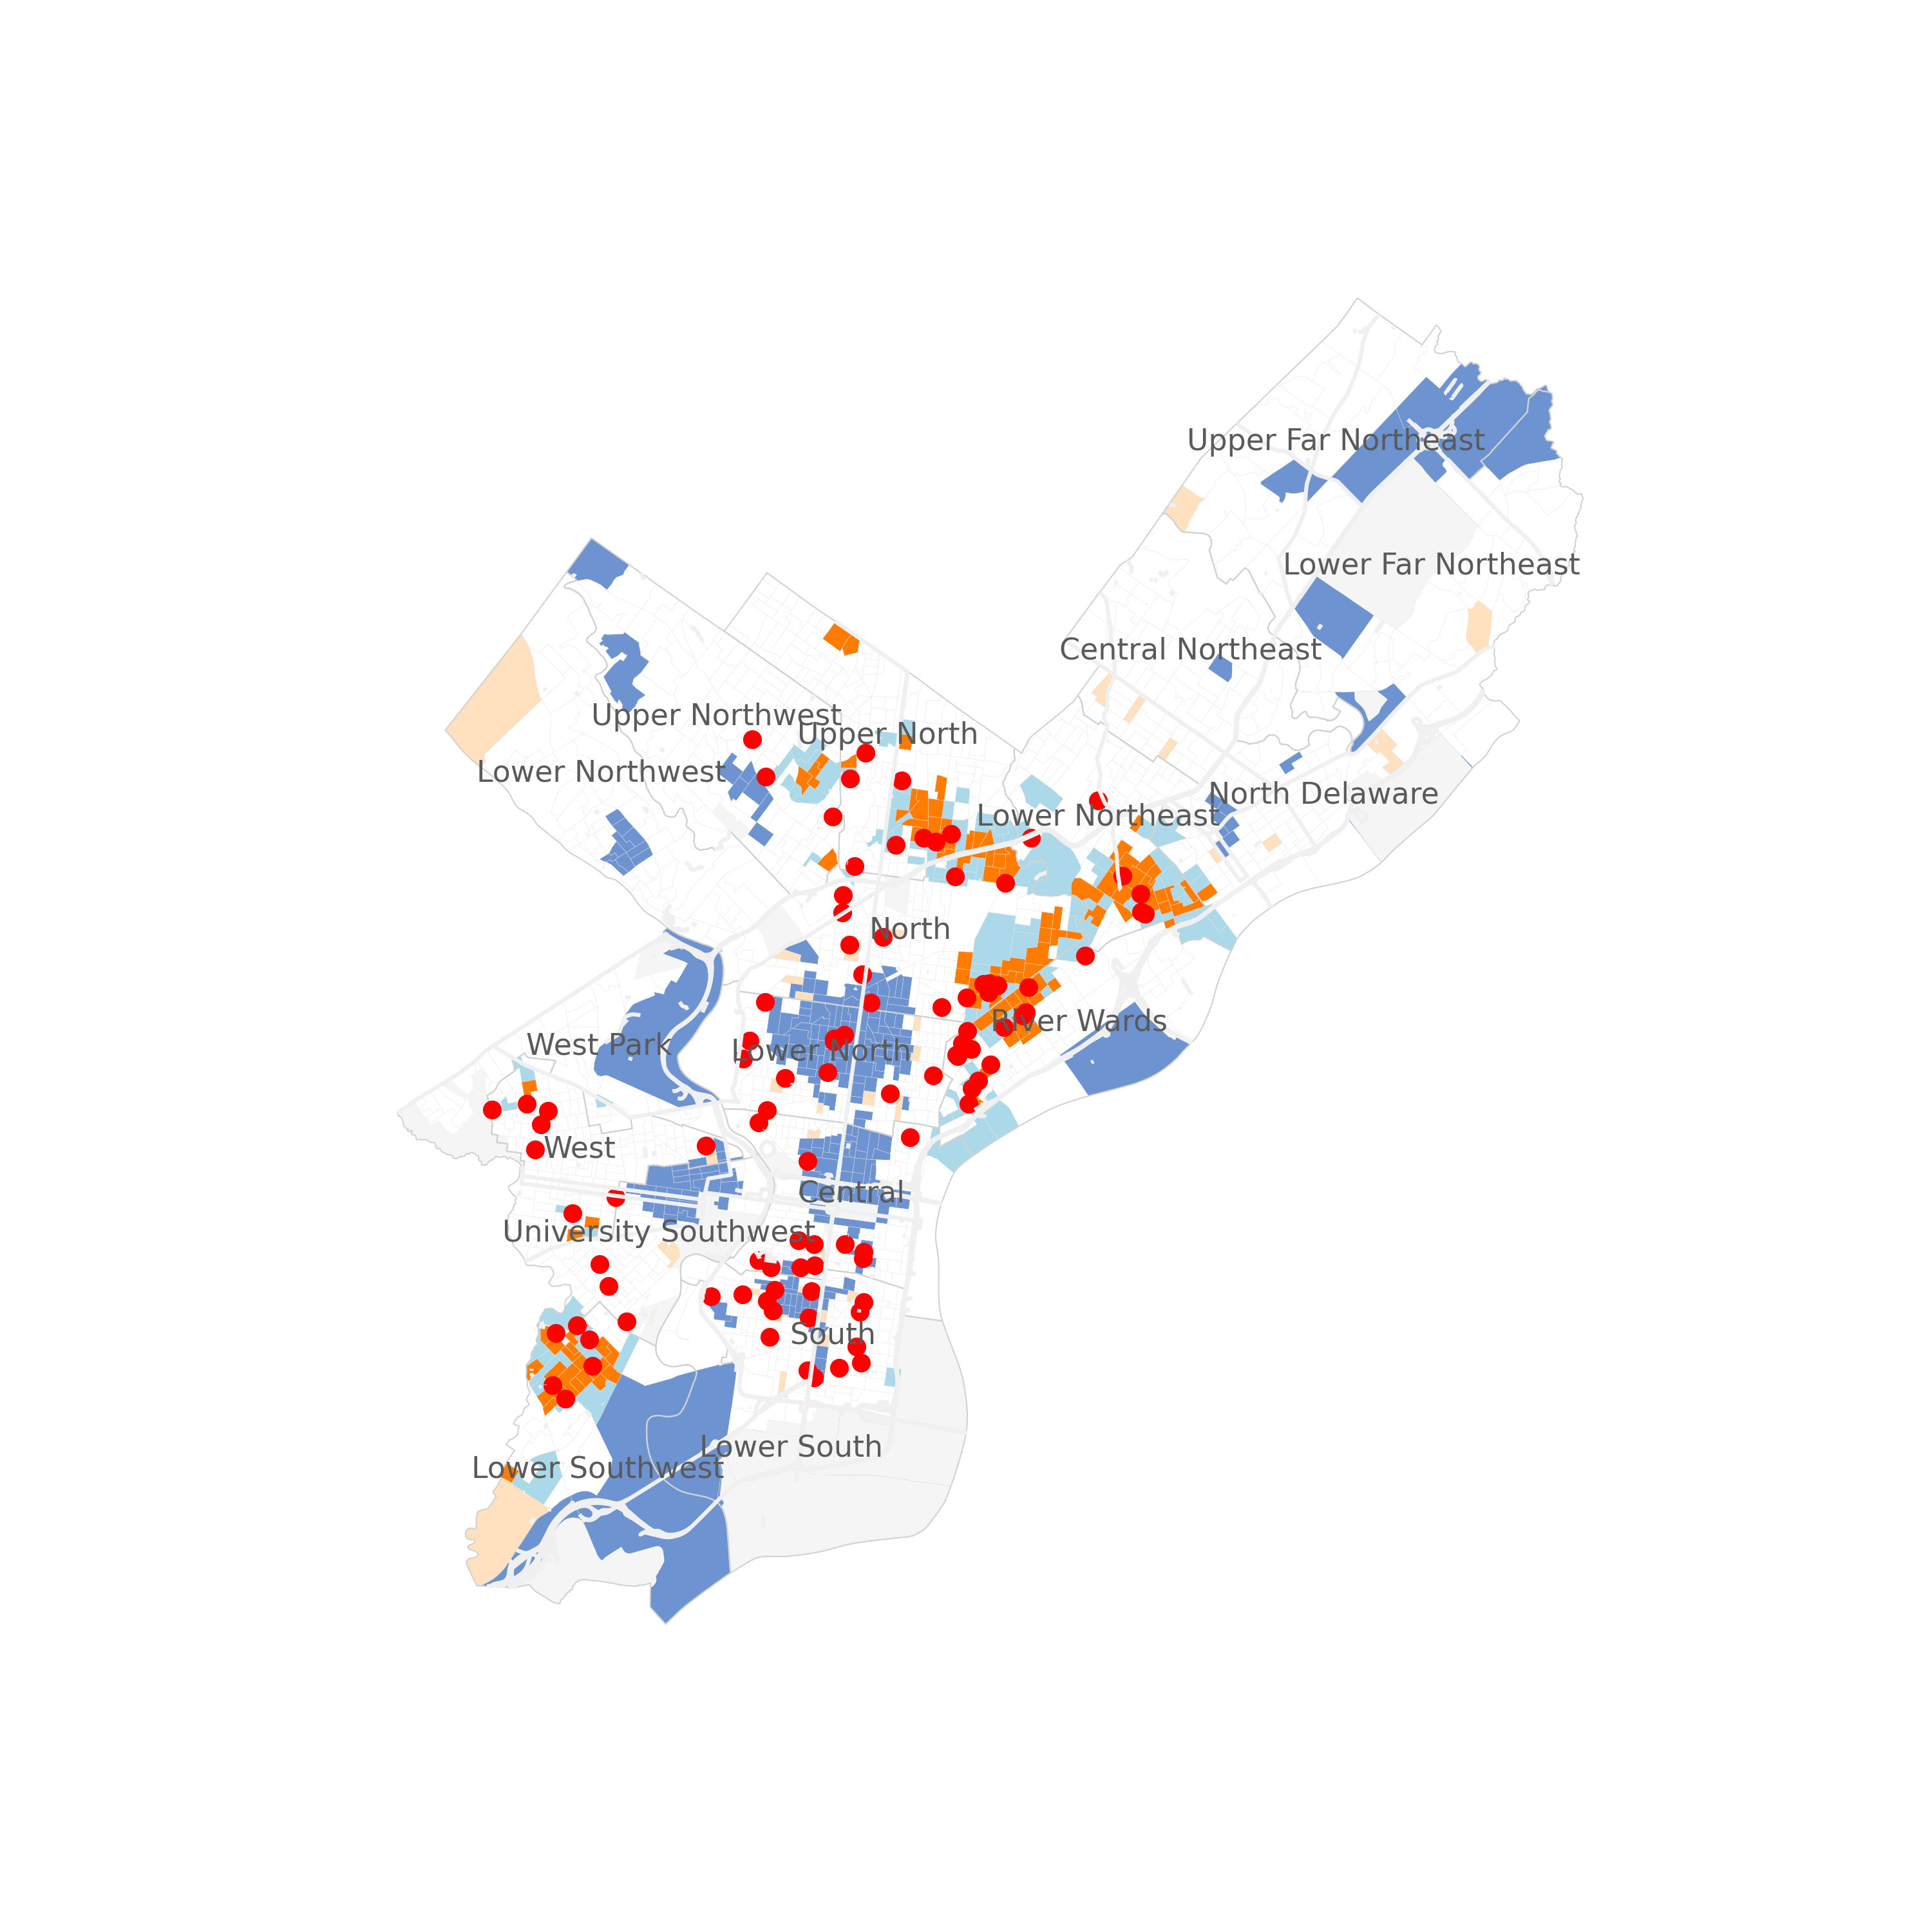 Upper Far Northeast
Lower Far Northeast
Central Northeast
Upper Northwest
Upper North
Lower Northwest
North Delaware
Lower Northeast
North
River Wards
West Park
Lower North
West
Central
University Southwest
South
Lower South
Lower Southwest